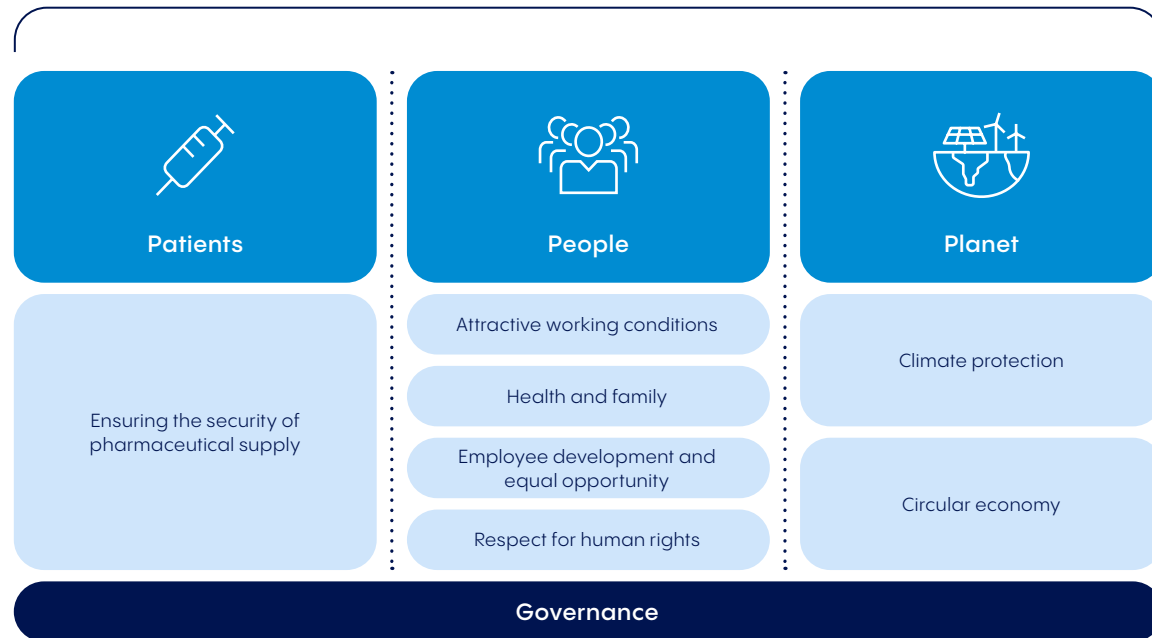 Patients
Ensuring the security of
pharmaceutical supply
People
Attractive working conditions
Health and family
Employee development and
equal opportunity
Respect for human rights
Planet
Climate protection
Circular economy
Governance